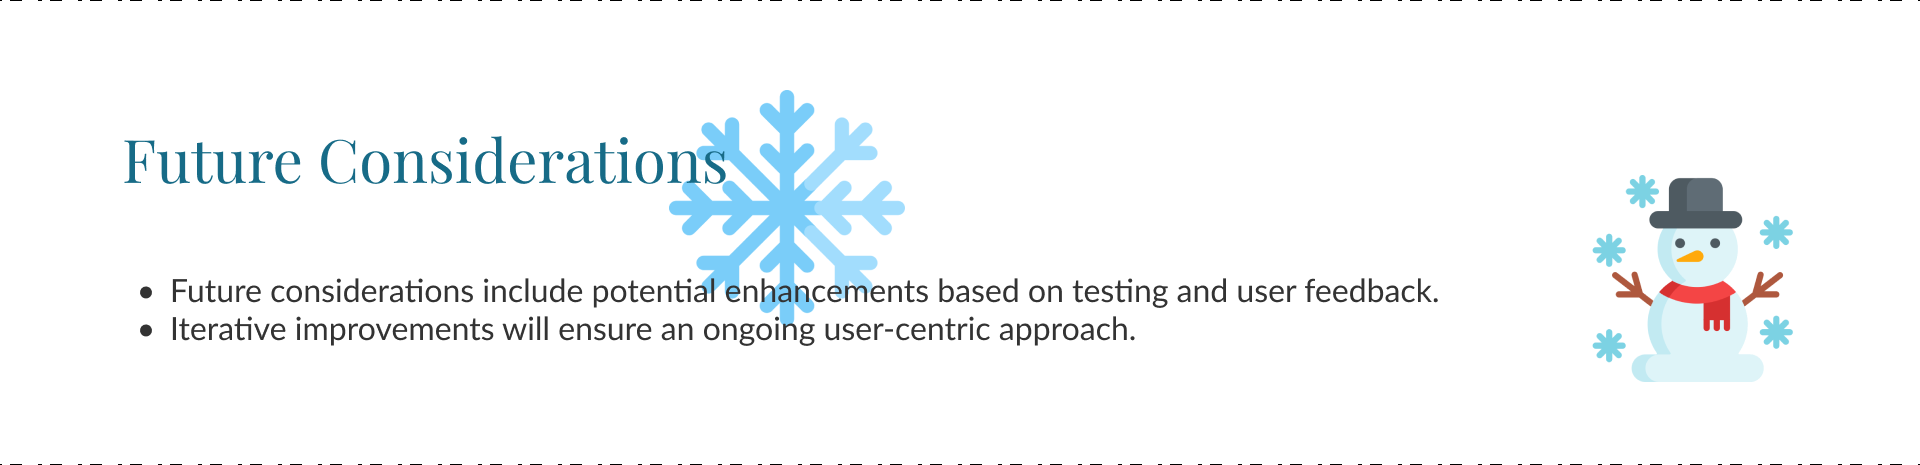 Future Considerations
• Future considerations include potential enhancements based on testing and user feedback.
• Iterative improvements will ensure an ongoing user-centric approach.